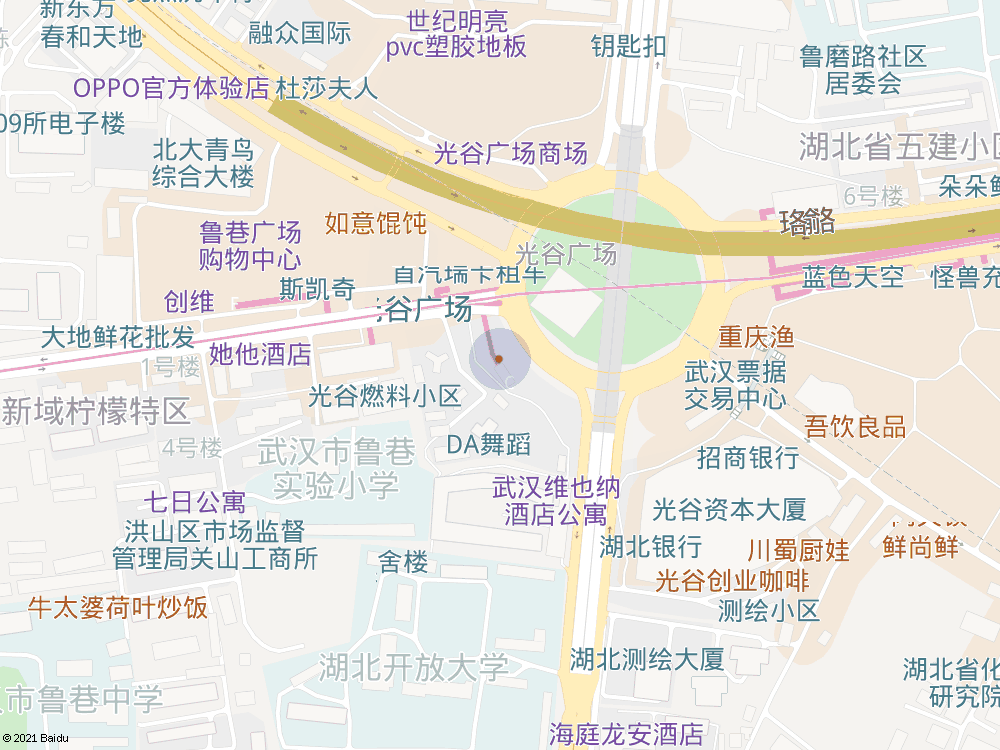 新东方
春和天地
融众国际
世纪明亮
pvc塑胶地板
钥匙扣
鲁磨路社区
居委会
OPPO官方体验店
杜莎夫人
09所电子楼
北大青鸟
综合大楼
光谷广场商场
湖北省五建小区
6号楼
朵朵鲜
鲁巷广场
购物中心
如意馄饨
光谷广场
斯凯奇
创维
谷广场
蓝色天空
怪兽充
大地鲜花批发
1号楼
她他酒店
重庆渔
武汉票据
交易中心
光谷燃料小区
新域柠檬特区
4号楼
武汉市鲁巷
实验小学
DA舞蹈
吾饮良品
招商银行
七日公寓
武汉维也纳
酒店公寓
光谷资本大厦
洪山区市场监督
管理局关山工商所
舍楼
湖北银行
川蜀厨娃
鲜尚鲜
光谷创业咖啡
测绘小区
牛太婆荷叶炒饭
湖北开放大学
湖北测绘大厦
湖北省化
研究院
市鲁巷中学
海庭龙安酒店
© 2021 Baidu